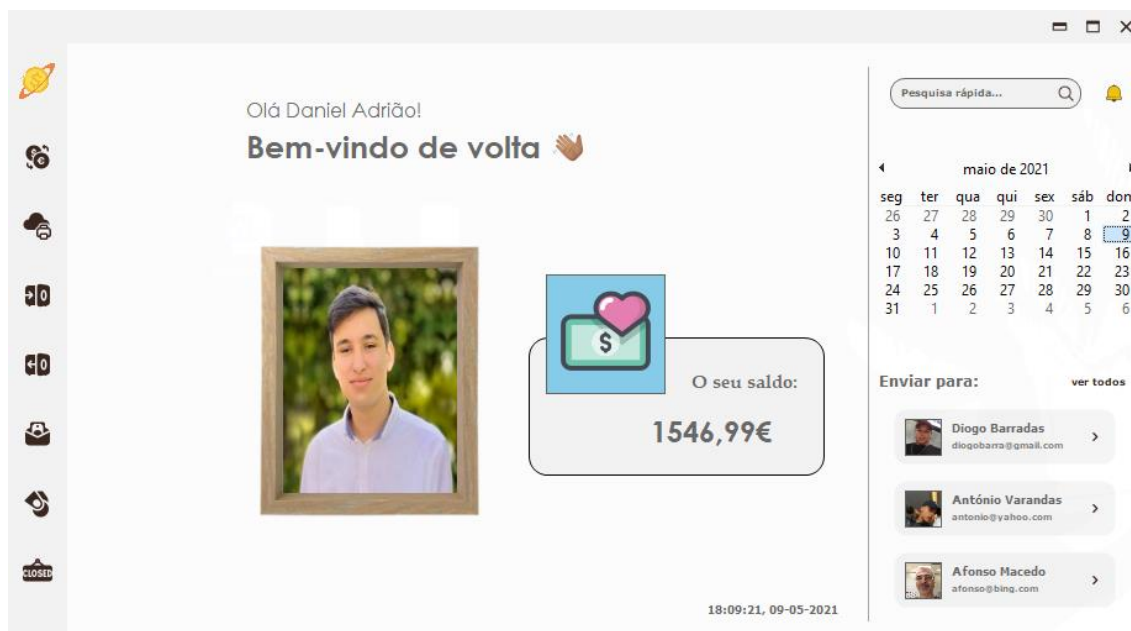 Olá Daniel Adrião!
Bem-vindo de volta
$
O seu saldo:
1546,99€
18:09:21, 09-05-2021
Pesquisa rápida...
maio de 2021
seg ter qua qui sex sáb dom
26 27 28 29 30 1 2
3 4 5 6 7 8 9
10 11 12 13 14 15 16
17 18 19 20 21 22 23
24 25 26 27 28 29 30
31 1 2 3 4 5 6
Enviar para: ver todos
Diogo Barradas
diogobarra@gmail.com
António Varandas
antonio@yahoo.com
Afonso Macedo
afonso@bing.com
CLOSED